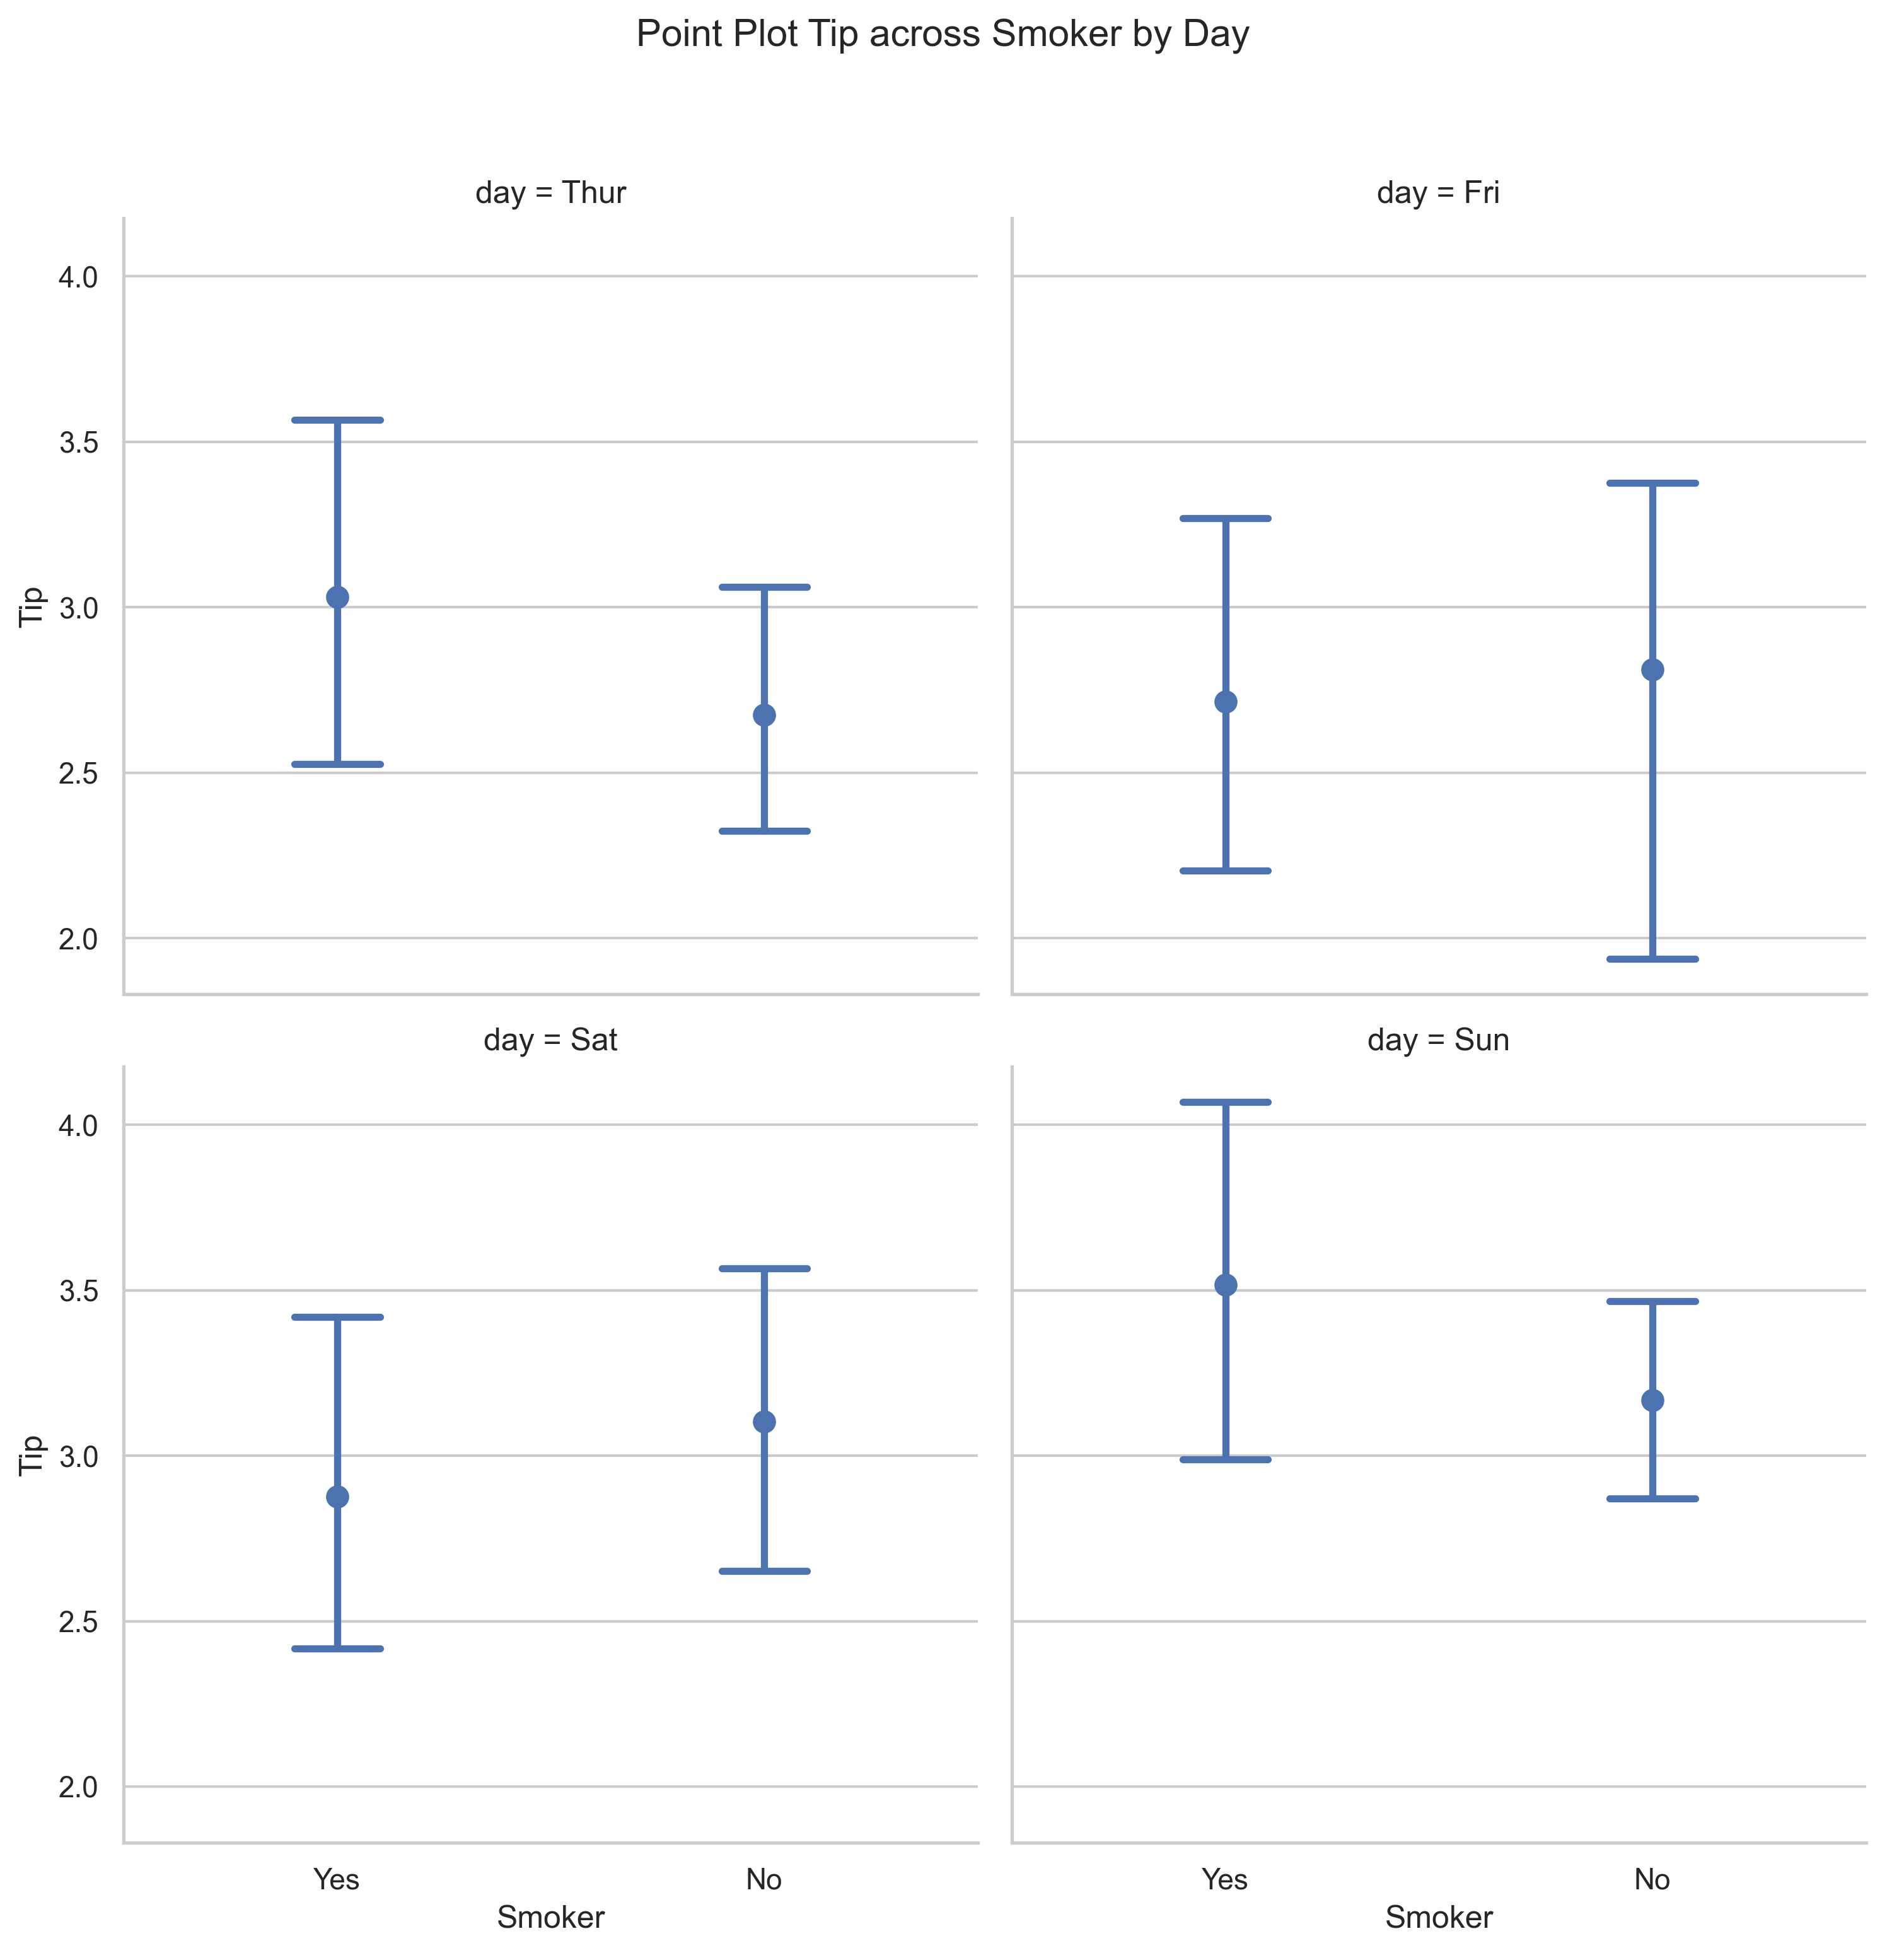 Point Plot Tip across Smoker by Day
day = Thur
day = Fri
4.0
3.5
3.0
2.5
2.0
Tip
day = Sat
day = Sun
4.0
3.5
3.0
2.5
2.0
Tip
Yes
No
Yes
No
Smoker
Smoker